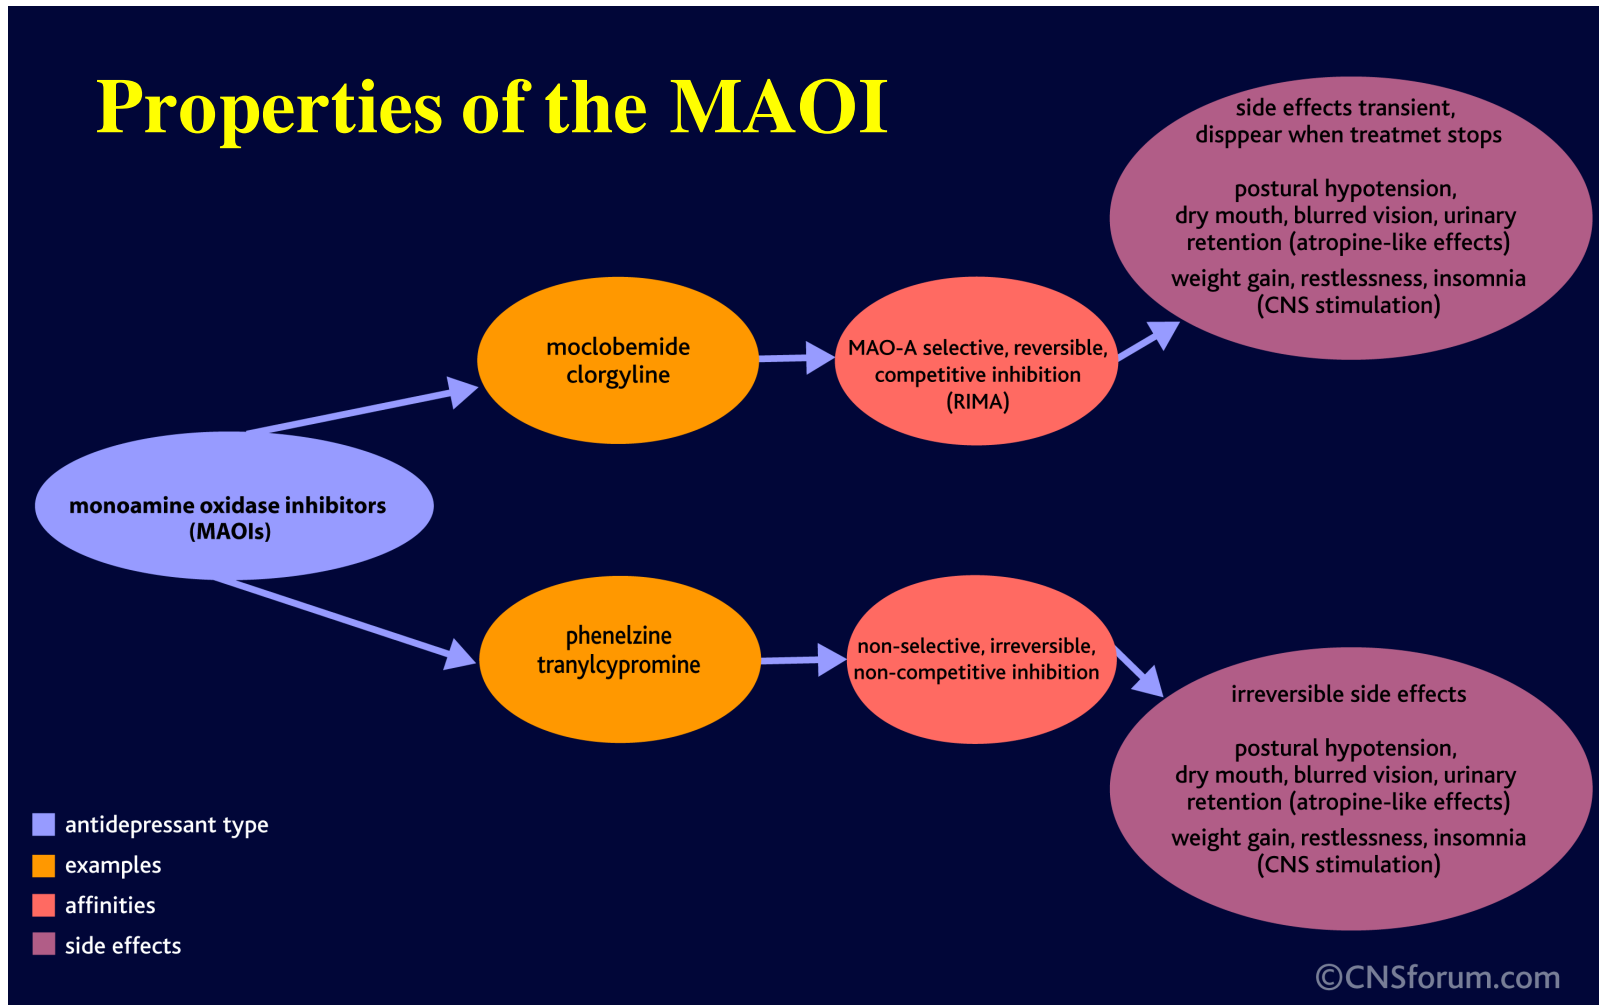 Properties of the MAOI
side effects transient,
disppear when treatmet stops
postural hypotension,
dry mouth, blurred vision, urinary
retention (atropine-like effects)
weight gain, restlessness, insomnia
(CNS stimulation)
moclobemide
clorgyline
MAO-A selective, reversible,
competitive inhibition
(RIMA)
monoamine oxidase inhibitors
(MAOIs)
phenelzine
tranylcypromine
non-selective, irreversible,
non-competitive inhibition
irreversible side effects
postural hypotension,
dry mouth, blurred vision, urinary
retention (atropine-like effects)
weight gain, restlessness, insomnia
(CNS stimulation)
antidepressant type
examples
affinities
side effects
©CNSforum.com